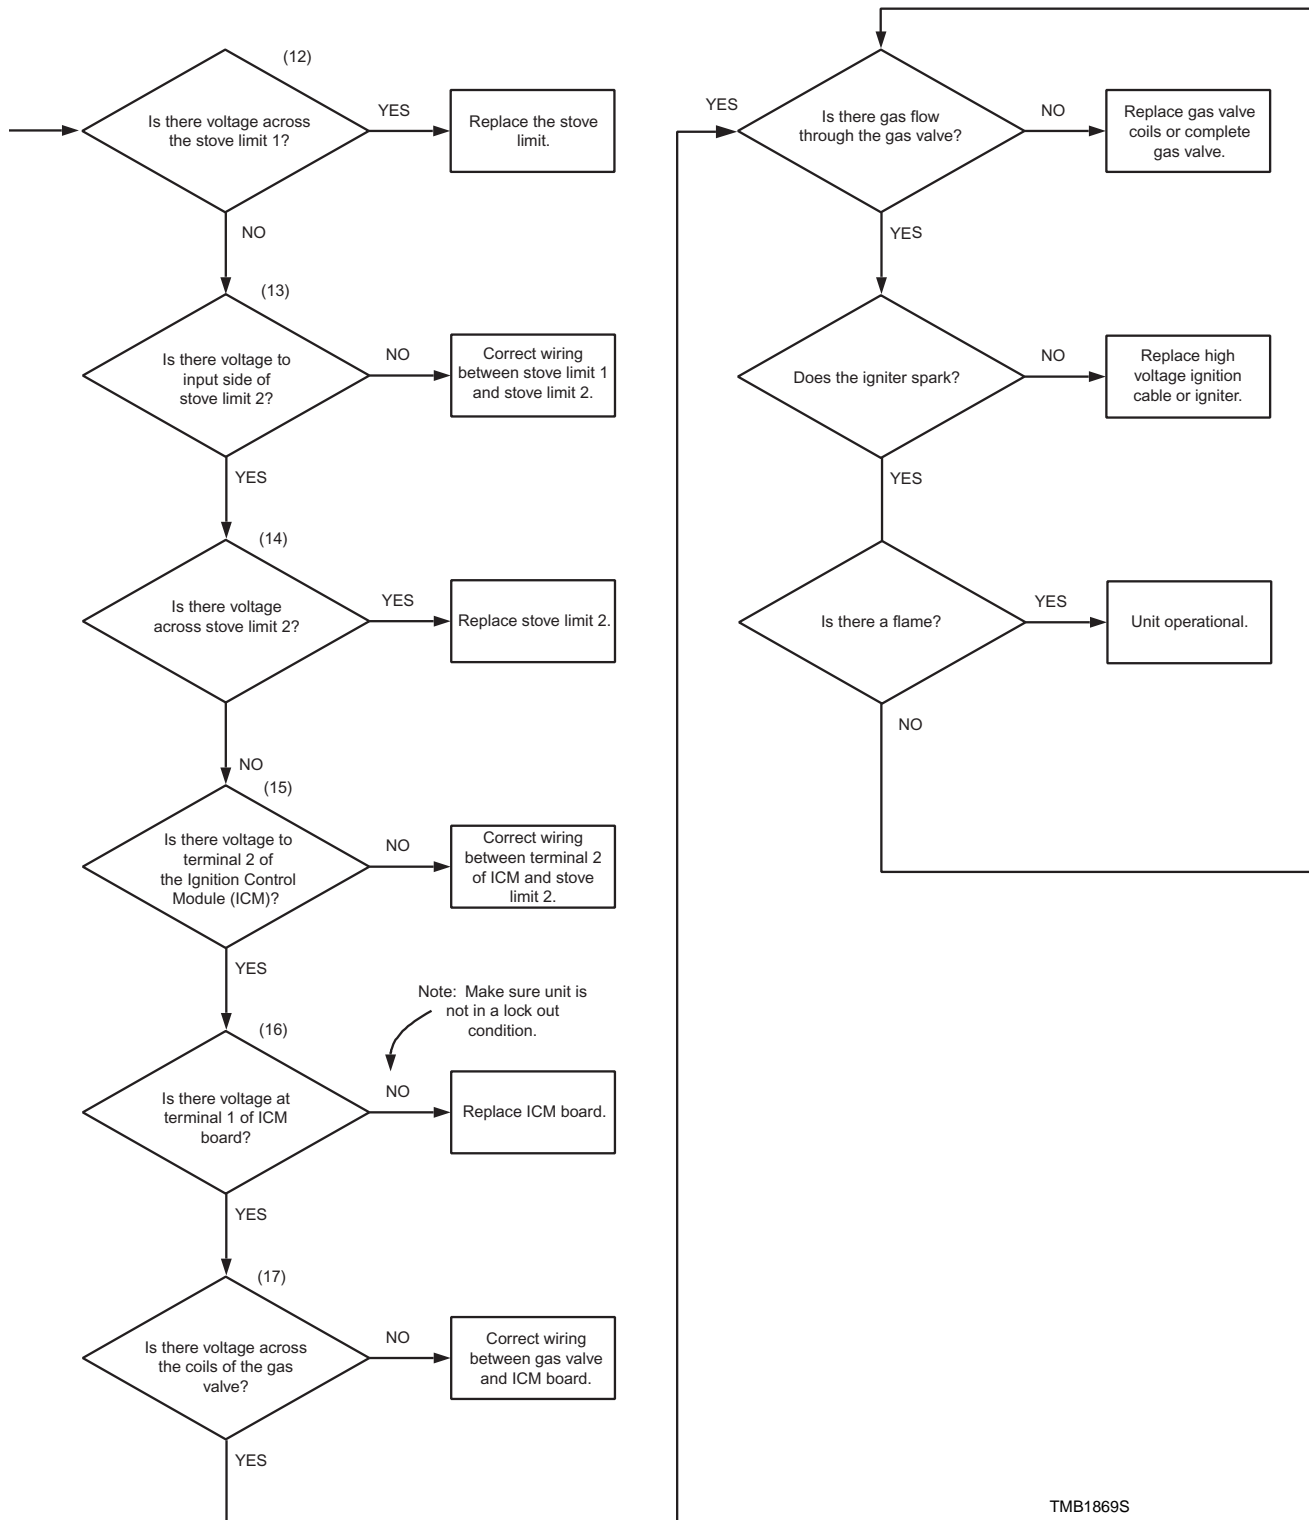 (12)
Is there voltage across
the stove limit 1?
YES
Replace the stove
limit.
NO
(13)
Is there voltage to
input side of
stove limit 2?
NO
Correct wiring
between stove limit 1
and stove limit 2.
YES
(14)
Is there voltage
across stove limit 2?
YES
Replace stove limit 2.
NO
(15)
Is there voltage to
terminal 2 of
the Ignition Control
Module (ICM)?
NO
Correct wiring
between terminal 2
of ICM and stove
limit 2.
YES
Note: Make sure unit is
not in a lock out
condition.
(16)
Is there voltage at
terminal 1 of ICM
board?
NO
Replace ICM board.
YES
(17)
Is there voltage across
the coils of the gas
valve?
NO
Correct wiring
between gas valve
and ICM board.
YES
YES
Is there gas flow
through the gas valve?
NO
Replace gas valve
coils or complete
gas valve.
YES
Does the igniter spark?
NO
Replace high
voltage ignition
cable or igniter.
YES
Is there a flame?
YES
Unit operational.
NO
TMB1869S